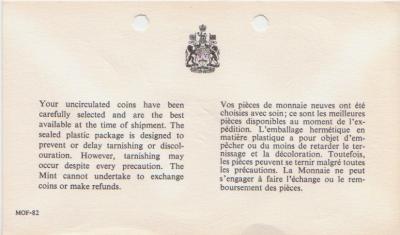 Your uncirculated coins have been
carefully selected and are the best
available at the time of shipment. The
sealed plastic package is designed to
prevent or delay tarnishing or discol-
ouration. However, tarnishing may
occur despite every precaution. The
Mint cannot undertake to exchange
coins or make refunds.
Vos pièces de monnaie neuves ont été
choisies avec soin; ce sont les meilleures
pièces disponibles au moment de l'ex-
pédition. L'emballage hermétique en
matière plastique a pour objet d'em-
pêcher ou du moins de retarder le ter-
nissage et la décoloration. Toutefois,
les pièces peuvent se ternir malgré toutes
les précautions. La Monnaie ne peut
s'engager à faire l'échange ou le rem-
boursement des pièces.
MOF-82